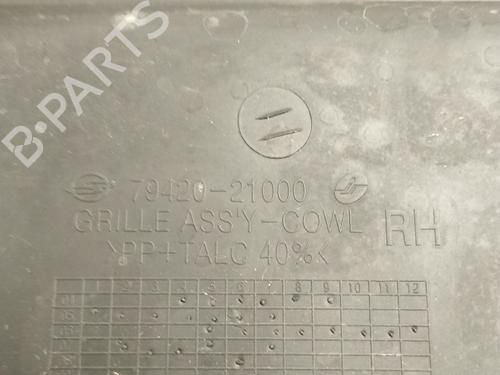 B-PARTS
79420-21000
GRILLE ASS'Y-COWL
RH
>PP+TALC 40%<
1 2 3 4 5 6 7 8 9 10 11 12